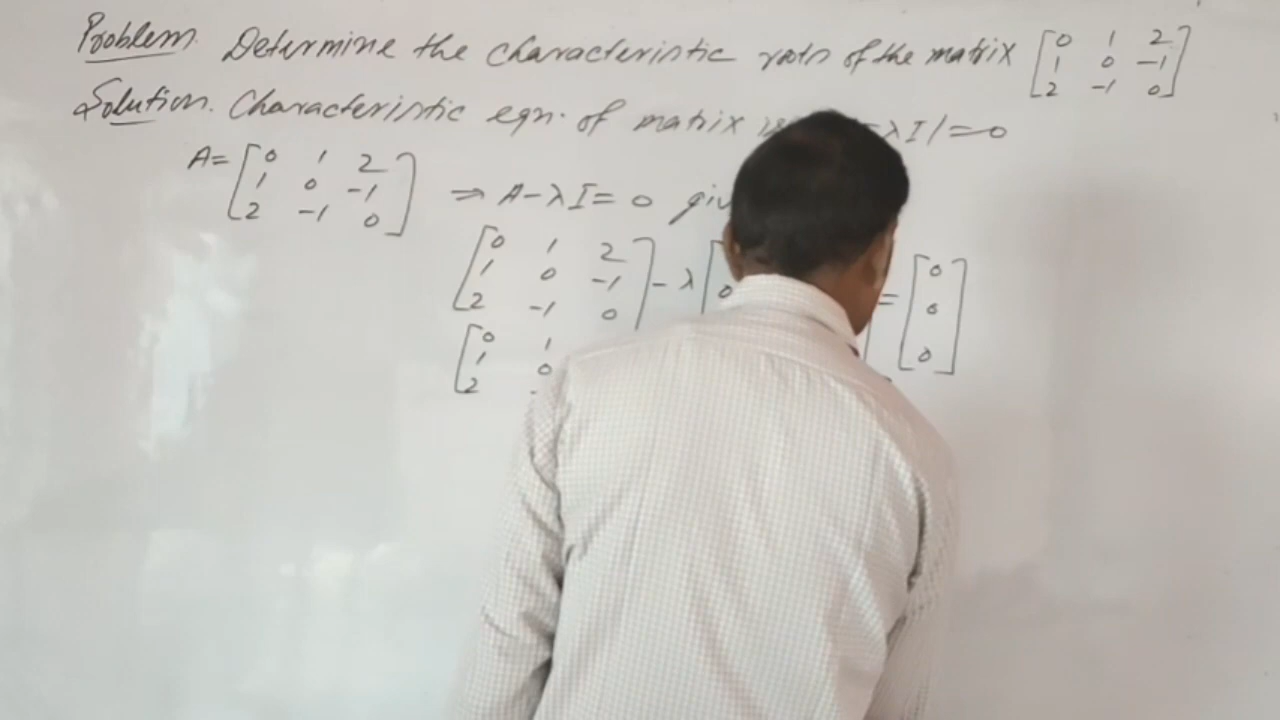 Problem. Determine the characteristic roots of the matrix [0 1 2
1 0 -1
2 -1 0]
Solution. Characteristic eqn. of matrix is λI|=0
A= [0 1 2
1 0 -1
2 -1 0]
⇒ A-λI=0
[0 1 2
1 0 -1
2 -1 0] - λ [
0
= [0
0
0]
[0 1
1 0
2